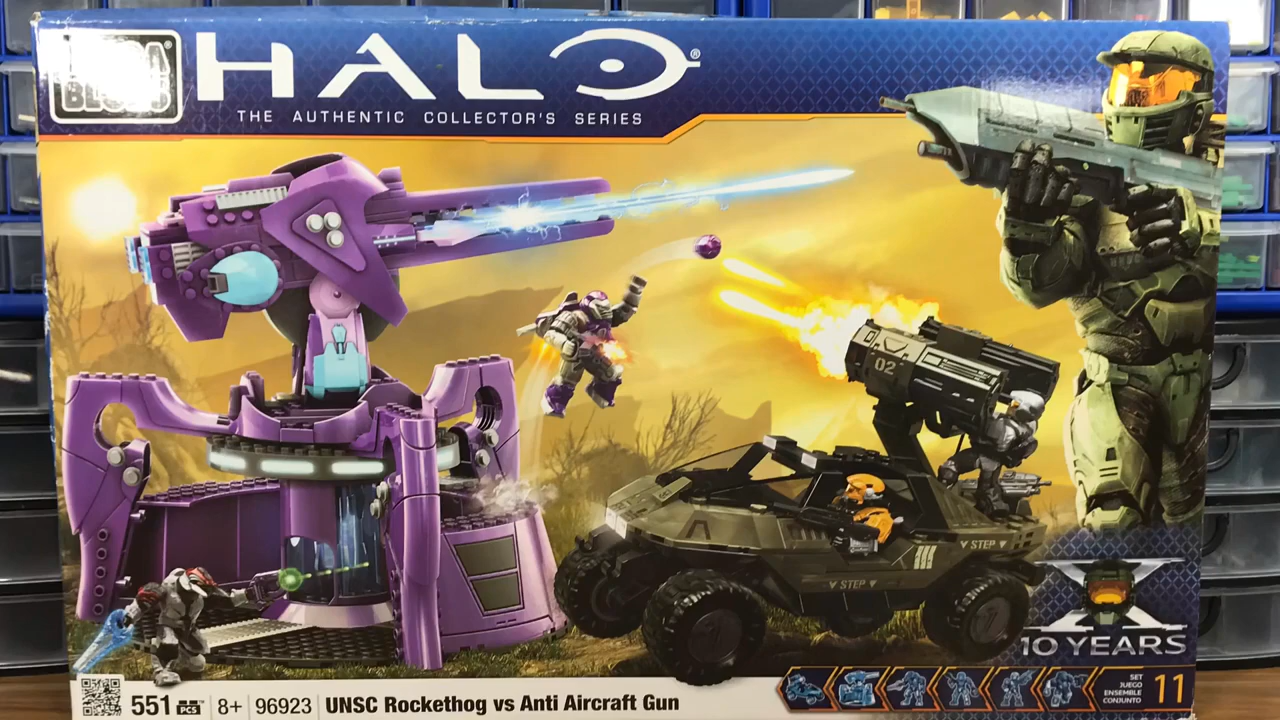 HALO®
THE AUTHENTIC COLLECTOR'S SERIES
02
STEP
STEP
10 YEARS
551 PCS 8+ 96923 UNSC Rockethog vs Anti Aircraft Gun
SET
JUEGO
ENSEMBLE
CONJUNTO
11